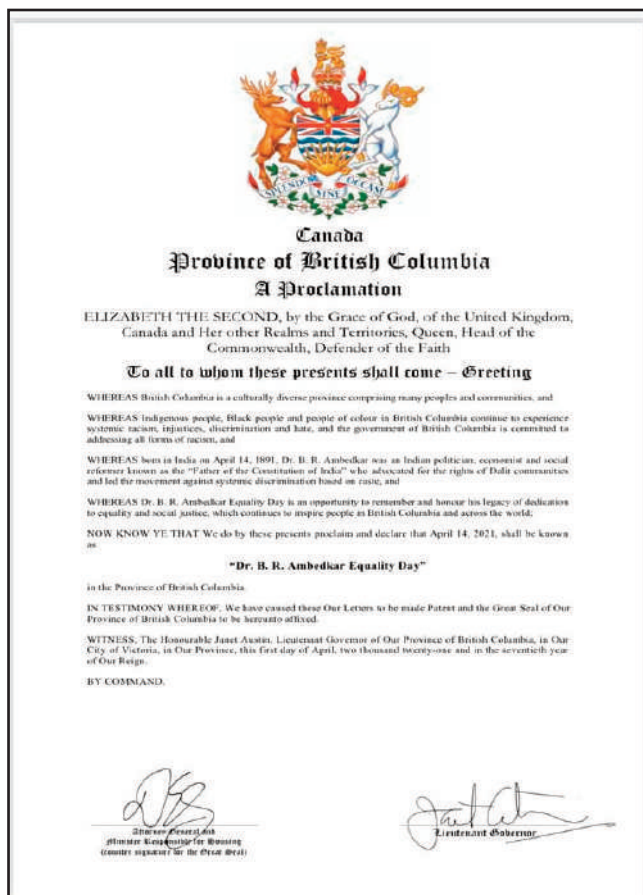 SPLENDOR SINE OCCASU
Canada
Province of British Columbia
A Proclamation
ELIZABETH THE SECOND, by the Grace of God, of the United Kingdom,
Canada and Her other Realms and Territories, Queen, Head of the
Commonwealth, Defender of the Faith
To all to whom these presents shall come – Greeting
WHEREAS British Columbia is a culturally diverse province comprising many peoples and communities, and
WHEREAS Indigenous people, Black people and people of colour in British Columbia continue to experience
systemic racism, injustices, discrimination and hate, and the government of British Columbia is committed to
addressing all forms of racism, and
WHEREAS born in India on April 14, 1891, Dr. B. R. Ambedkar was an Indian politician, economist and social
reformer known as the “Father of the Constitution of India” who advocated for the rights of Dalit communities
and led the movement against systemic discrimination based on caste, and
WHEREAS Dr. B. R. Ambedkar Equality Day is an opportunity to remember and honour his legacy of dedication
to equality and social justice, which continues to inspire people in British Columbia and across the world;
NOW KNOW YE THAT We do by these presents proclaim and declare that April 14, 2021, shall be known
as
“Dr. B. R. Ambedkar Equality Day”
in the Province of British Columbia.
IN TESTIMONY WHEREOF, We have caused these Our Letters to be made Patent and the Great Seal of Our
Province of British Columbia to be hereunto affixed.
WITNESS, The Honourable Janet Austin, Lieutenant Governor of Our Province of British Columbia, in Our
City of Victoria, in Our Province, this first day of April, two thousand twenty-one and in the seventieth year
of Our Reign.
BY COMMAND.
Attorney General and
Minister Responsible for Housing
(counter signature for the Great Seal)
Lieutenant Governor